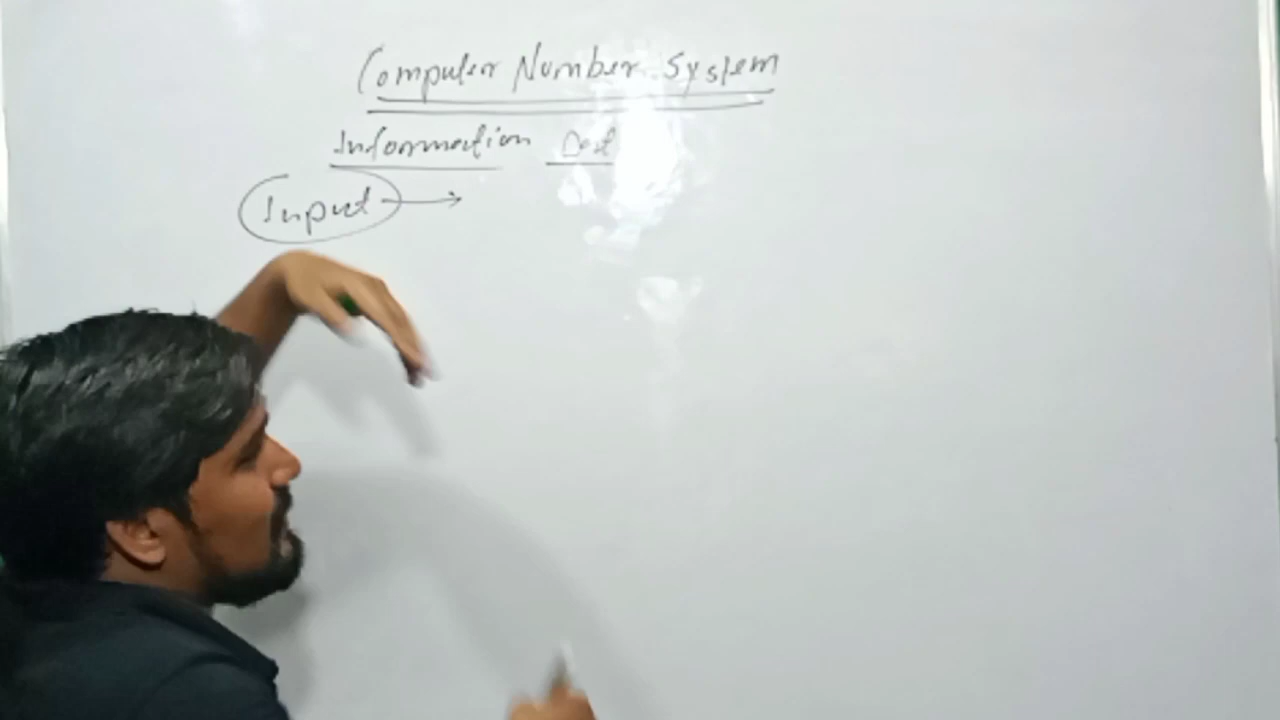 Computer Number System
Information
Input →